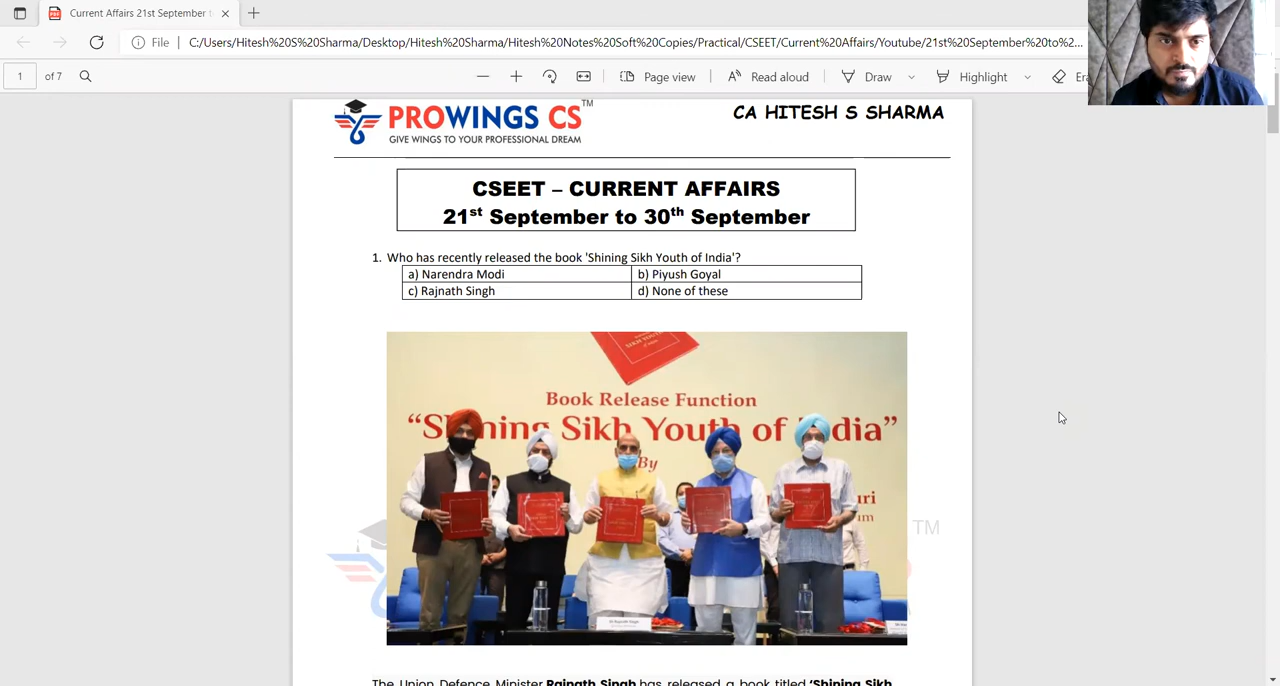 Current Affairs 21st September t
File
C:/Users/Hitesh%20S%20Sharma/Desktop/Hitesh%20Sharma/Hitesh%20Notes%20Soft%20Copies/Practical/CSEET/Current%20Affairs/Youtube/21st%20September%20to%2...
1 of 7
Page view
Read aloud
Draw
Highlight
Era
PROWINGS CS TM
GIVE WINGS TO YOUR PROFESSIONAL DREAM
CA HITESH S SHARMA
CSEET – CURRENT AFFAIRS
21st September to 30th September
1. Who has recently released the book 'Shining Sikh Youth of India'?
a) Narendra Modi b) Piyush Goyal
c) Rajnath Singh d) None of these
Book Release Function
“Shining Sikh Youth of India”
By
uri
um
TM
The Union Defence Minister Rajnath Singh has released a book titled ‘Shining Sikh